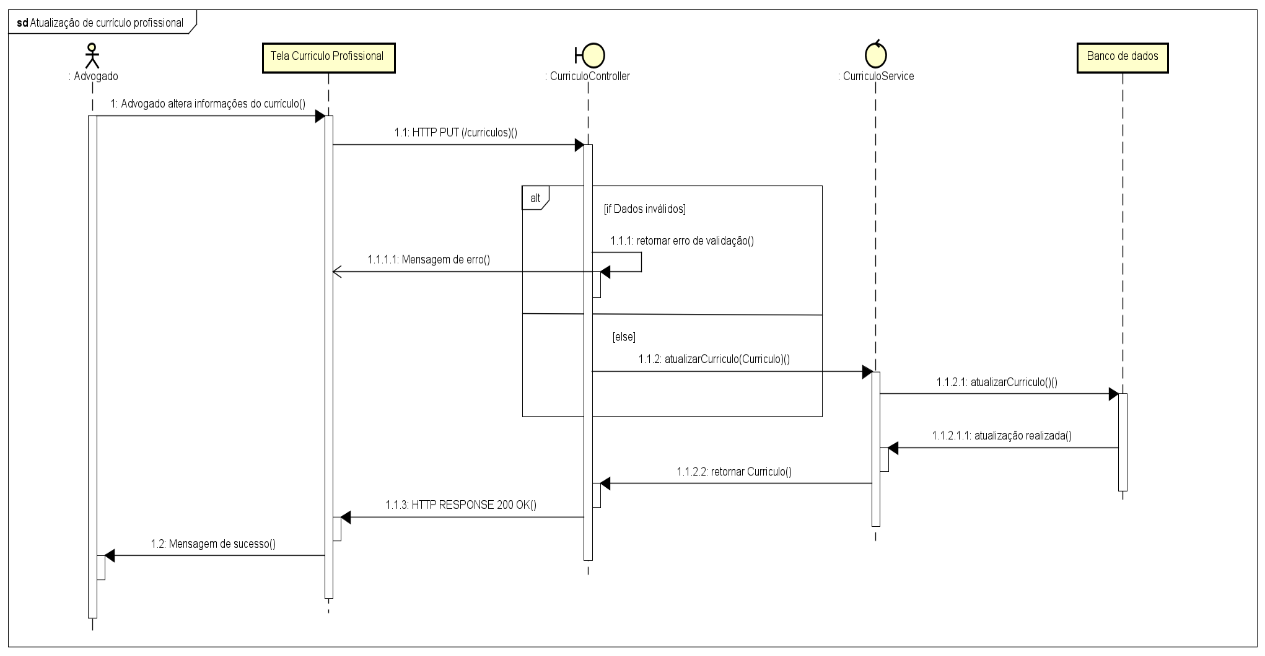 sd Atualização de currículo profissional
: Advogado
Tela Curriculo Profissional
: CurriculoController
: CurriculoService
Banco de dados
1: Advogado altera informações do currículo()
1.1: HTTP PUT (/curriculos)()
alt
[if Dados inválidos]
1.1.1: retornar erro de validação()
1.1.1.1: Mensagem de erro()
[else]
1.1.2: atualizarCurriculo(Curriculo)()
1.1.2.1: atualizarCurriculo()()
1.1.2.1.1: atualização realizada()
1.1.2.2: retornar Curriculo()
1.1.3: HTTP RESPONSE 200 OK()
1.2: Mensagem de sucesso()